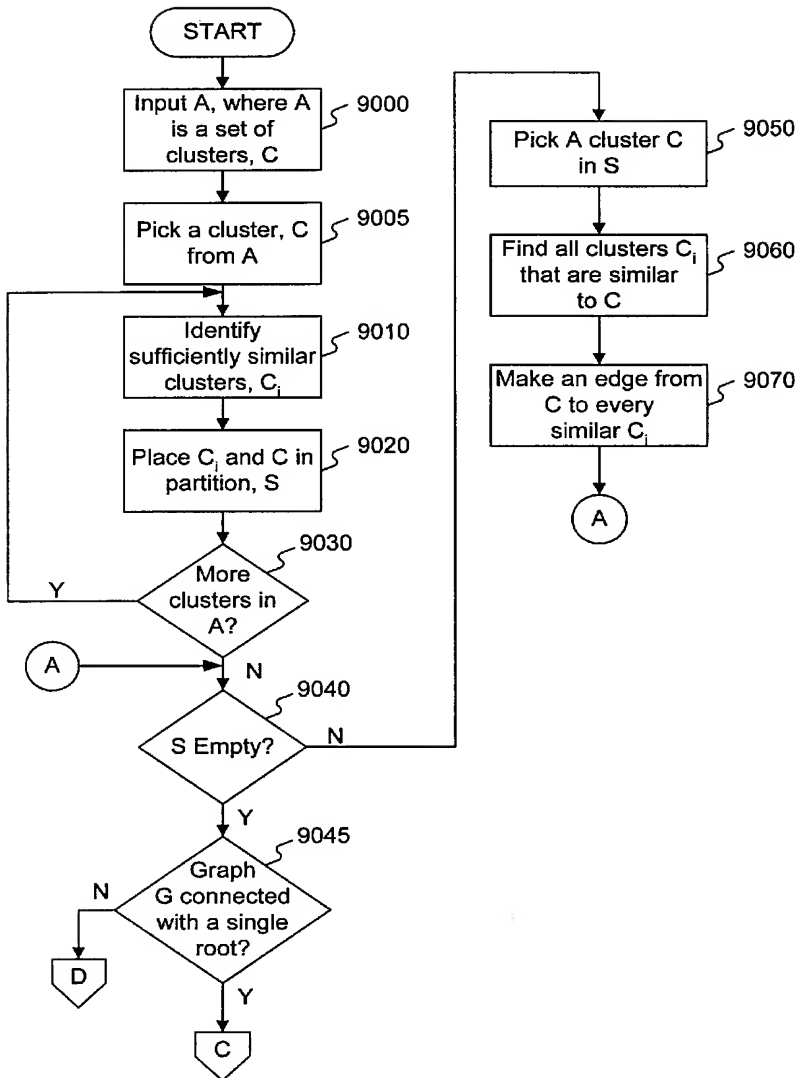 START
Input A, where A
is a set of
clusters, C
9000
Pick a cluster, C
from A
9005
Identify
sufficiently similar
clusters, Ci
9010
Place Ci and C in
partition, S
9020
More
clusters in
A?
9030
Y
N
A
S Empty?
9040
N
Y
Graph
G connected
with a single
root?
9045
N
D
Y
C
Pick A cluster C
in S
9050
Find all clusters Ci
that are similar
to C
9060
Make an edge from
C to every
similar Ci
9070
A